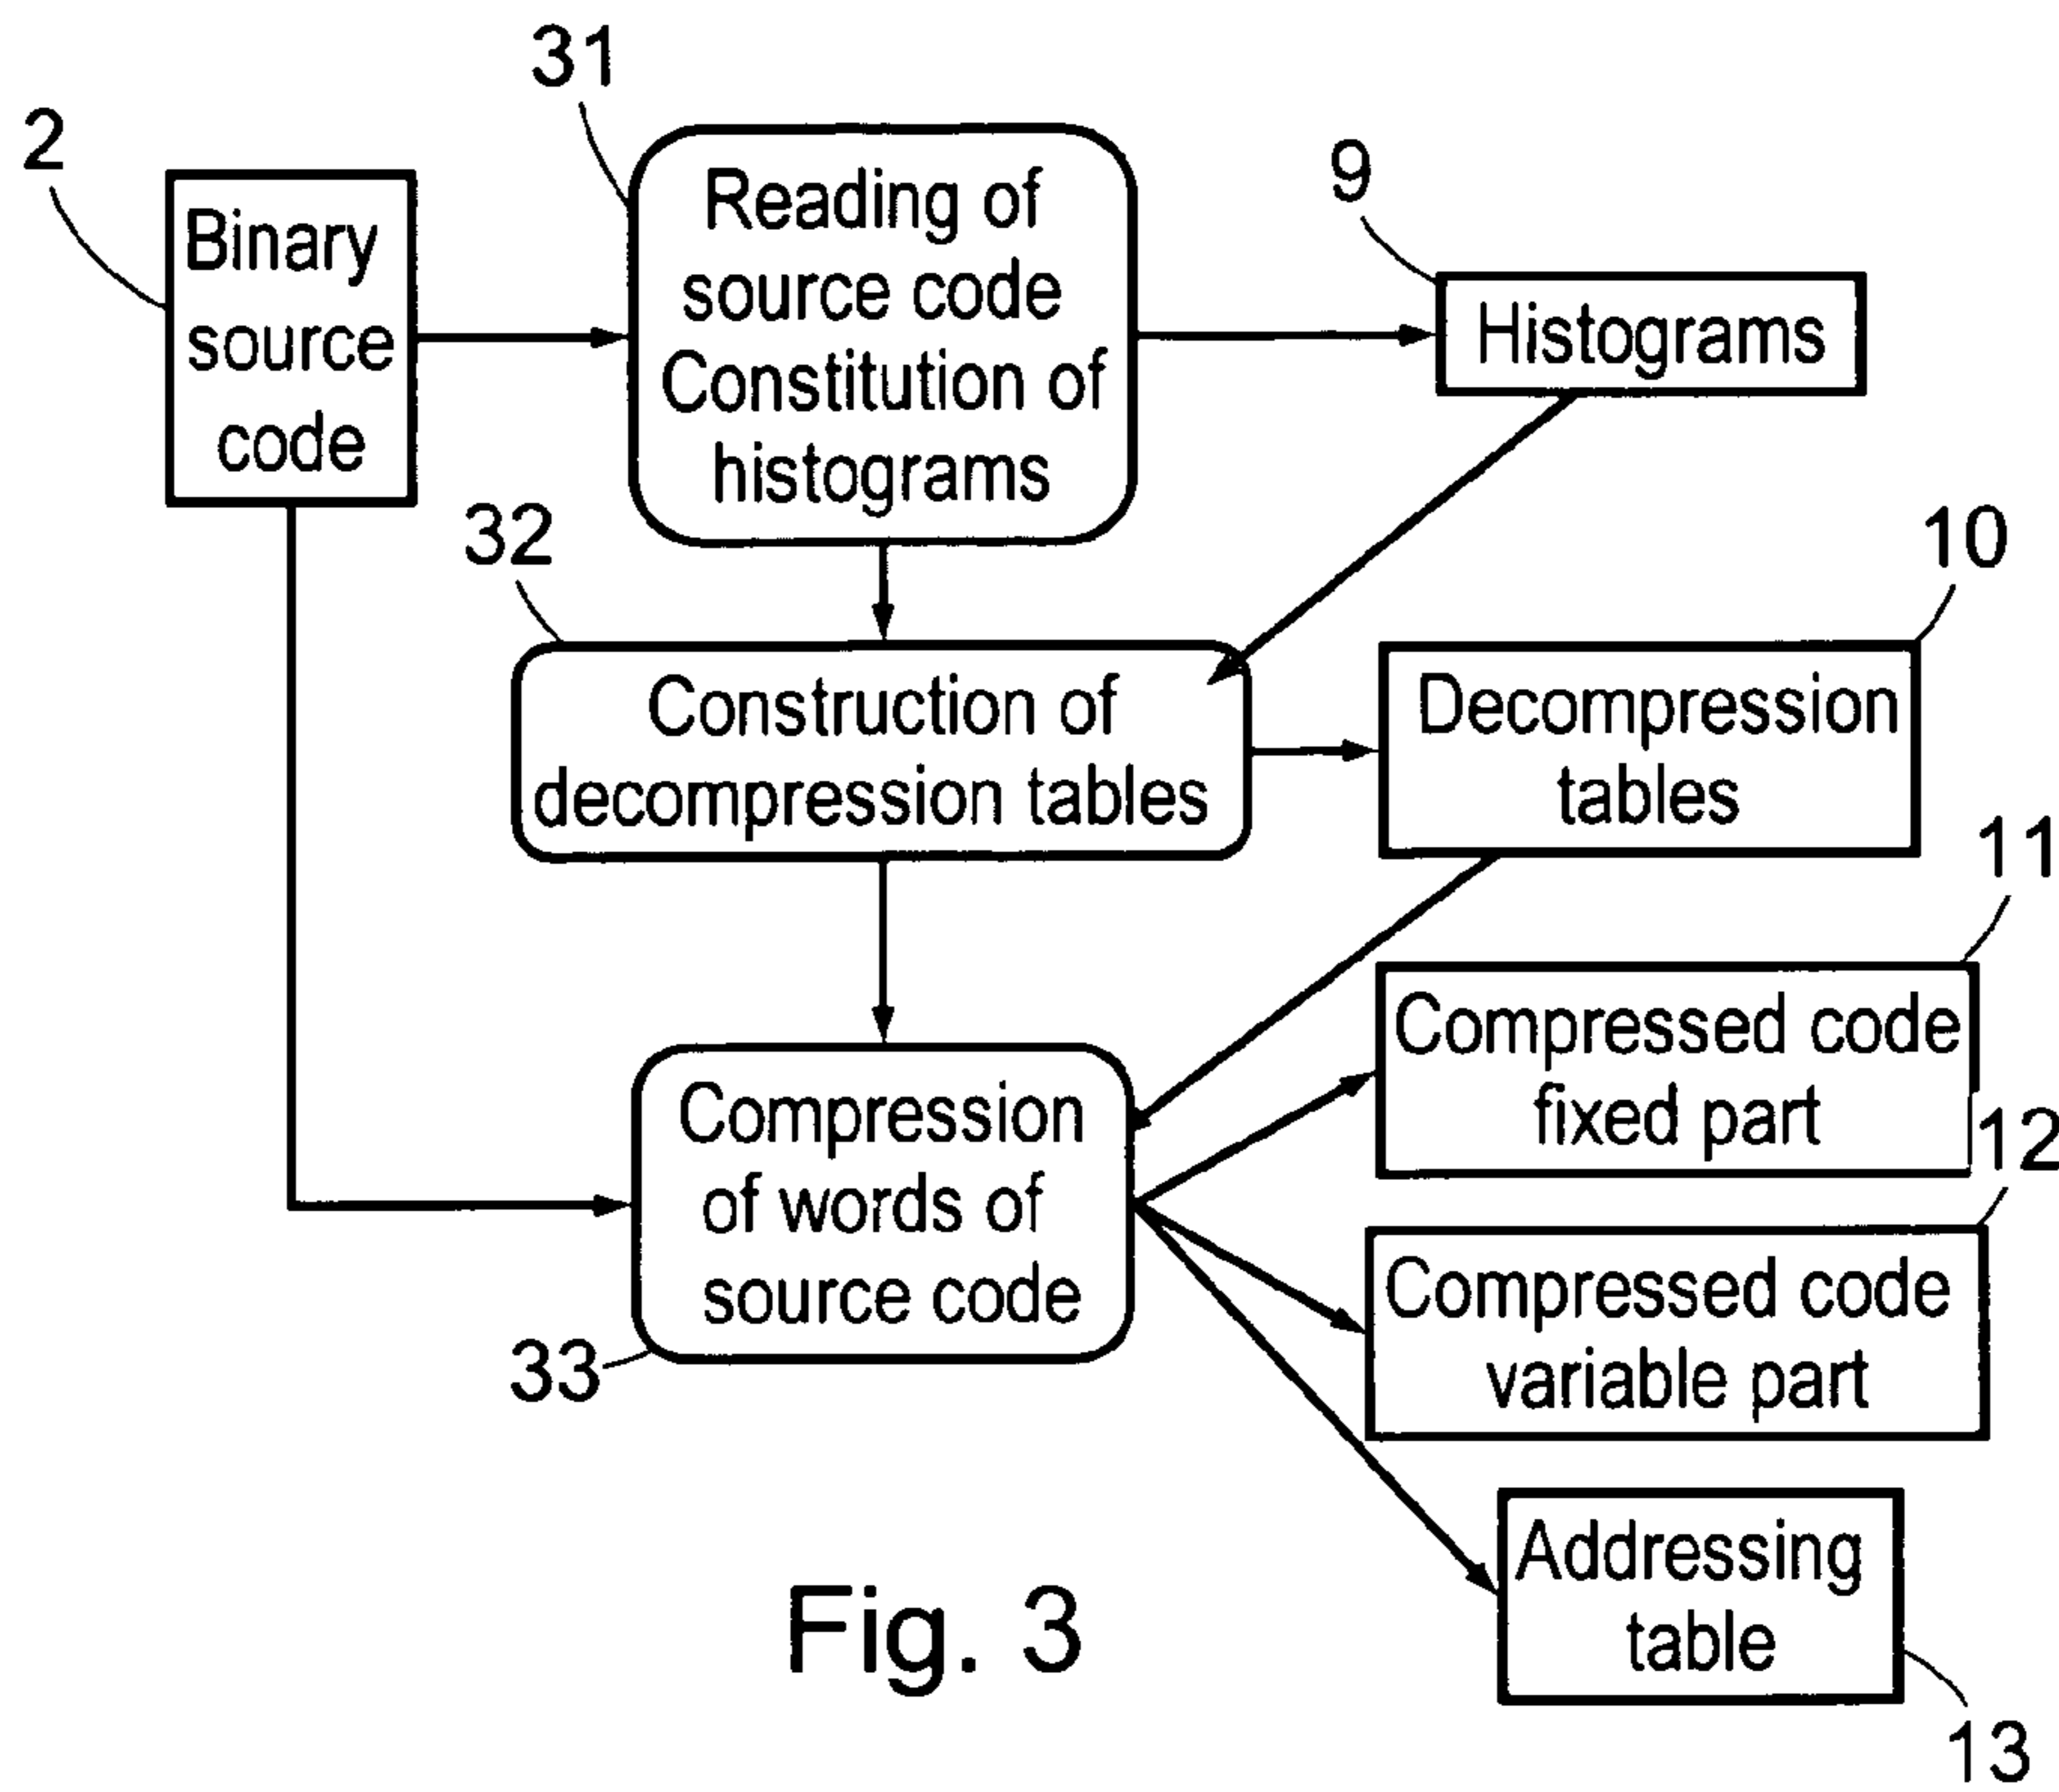 31
2
Binary
source
code
Reading of
source code
Constitution of
histograms
9
Histograms
32
Construction of
decompression tables
10
Decompression
tables
11
Compressed code
fixed part
Compression
of words of
source code
33
12
Compressed code
variable part
Addressing
table
13
Fig. 3